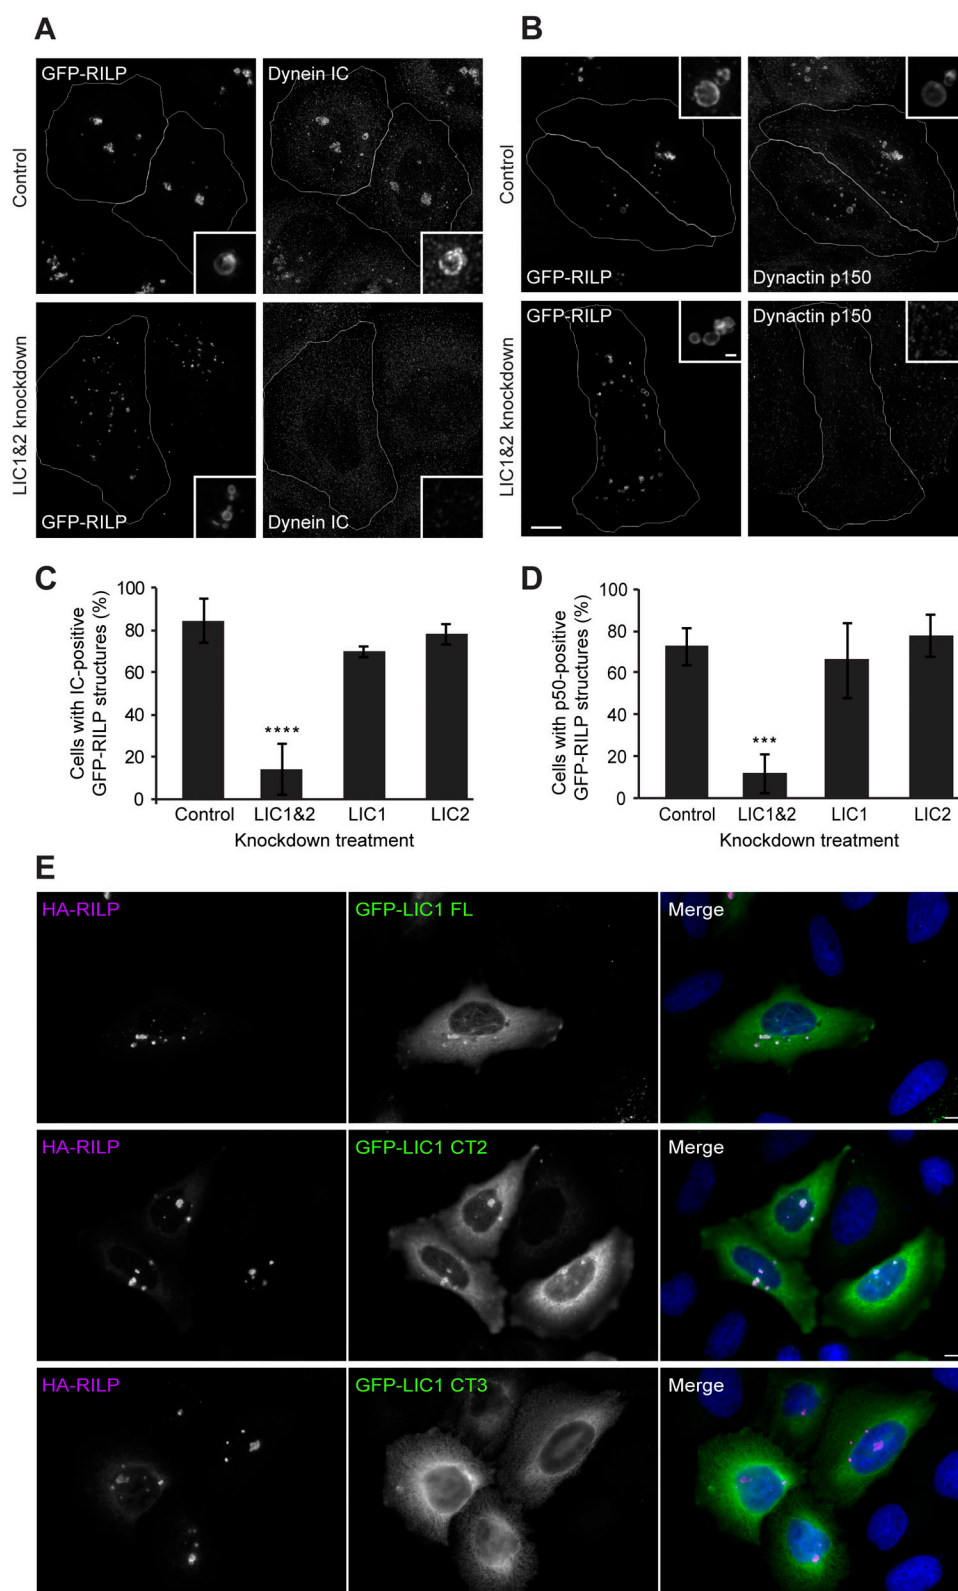 A
B
GFP-RILP
Dynein IC
Control
Control
GFP-RILP
Dynactin p150
LIC1&2 knockdown
GFP-RILP
Dynein IC
LIC1&2 knockdown
GFP-RILP
Dynactin p150
C
D
Cells with IC-positive
GFP-RILP structures (%)
100
80
60
40
20
0
****
Control
LIC1&2
LIC1
LIC2
Knockdown treatment
Cells with p50-positive
GFP-RILP structures (%)
100
80
60
40
20
0
***
Control
LIC1&2
LIC1
LIC2
Knockdown treatment
E
HA-RILP
GFP-LIC1 FL
Merge
HA-RILP
GFP-LIC1 CT2
Merge
HA-RILP
GFP-LIC1 CT3
Merge